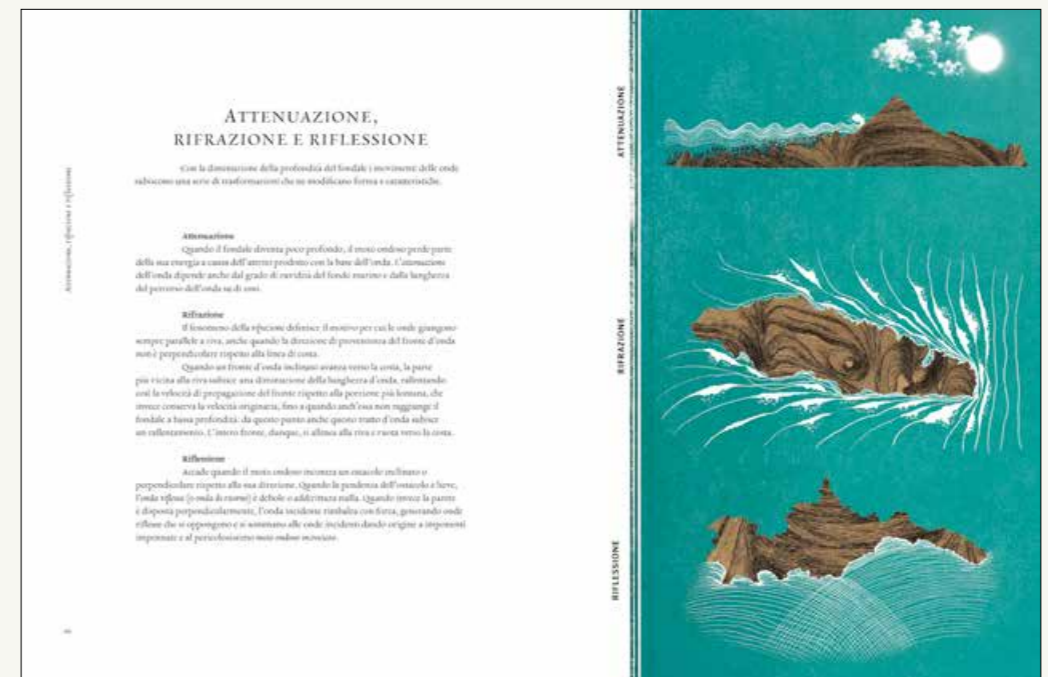 ATTENUAZIONE,
RIFRAZIONE E RIFLESSIONE
Con la diminuzione della profondità del fondale i movimenti delle onde
subiscono una serie di trasformazioni che ne modificano forma e caratteristiche.
Attenuazione, rifrazione e riflessione
Attenuazione
Quando il fondale diventa poco profondo, il moto ondoso perde parte
della sua energia a causa dell'attrito prodotto con la base dell'onda. L'attenuazione
dell'onda dipende anche dal grado di ruvidità del fondo marino e dalla lunghezza
del percorso dell'onda su di esso.
Rifrazione
Il fenomeno della rifrazione definisce il motivo per cui le onde giungono
sempre parallele a riva, anche quando la direzione di provenienza del fronte d'onda
non è perpendicolare rispetto alla linea di costa.
Quando un fronte d'onda inclinato avanza verso la costa, la parte
più vicina alla riva subisce una diminuzione della lunghezza d'onda, rallentando
così la velocità di propagazione del fronte rispetto alla porzione più lontana, che
invece conserva la velocità originaria, fino a quando anch'essa non raggiunge il
fondale a bassa profondità: da questo punto anche questo tratto d'onda subisce
un rallentamento. L'intero fronte, dunque, si allinea alla riva e ruota verso la costa.
Riflessione
Accade quando il moto ondoso incontra un ostacolo inclinato o
perpendicolare rispetto alla sua direzione. Quando la pendenza dell'ostacolo è lieve,
l'onda riflessa (o onda di ritorno) è debole o addirittura nulla. Quando invece la parete
è disposta perpendicolarmente, l'onda incidente rimbalza con forza, generando onde
riflesse che si oppongono e si sommano alle onde incidenti dando origine a imponenti
impennate e al pericolosissimo moto ondoso incrociato.
ATTENUAZIONE
RIFRAZIONE
RIFLESSIONE